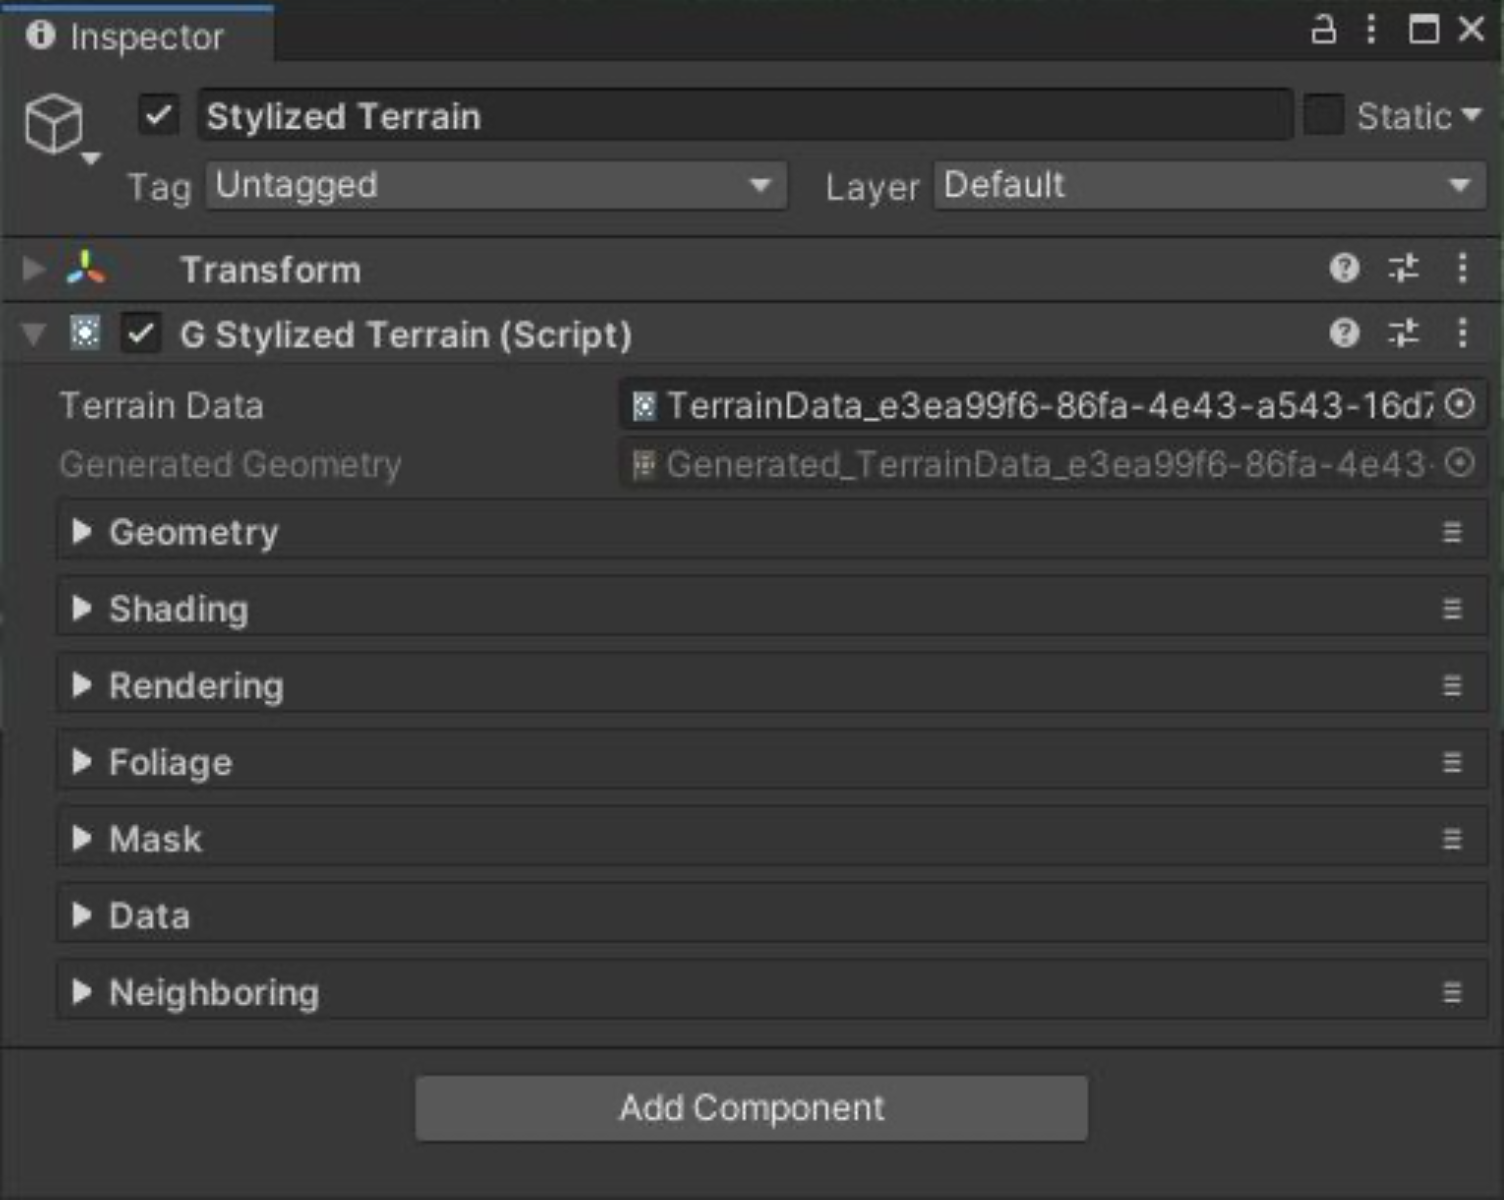 Inspector
Stylized Terrain Static
Tag Untagged Layer Default
Transform
G Stylized Terrain (Script)
Terrain Data TerrainData_e3ea99f6-86fa-4e43-a543-16d7
Generated Geometry Generated_TerrainData_e3ea99f6-86fa-4e43-
Geometry
Shading
Rendering
Foliage
Mask
Data
Neighboring
Add Component